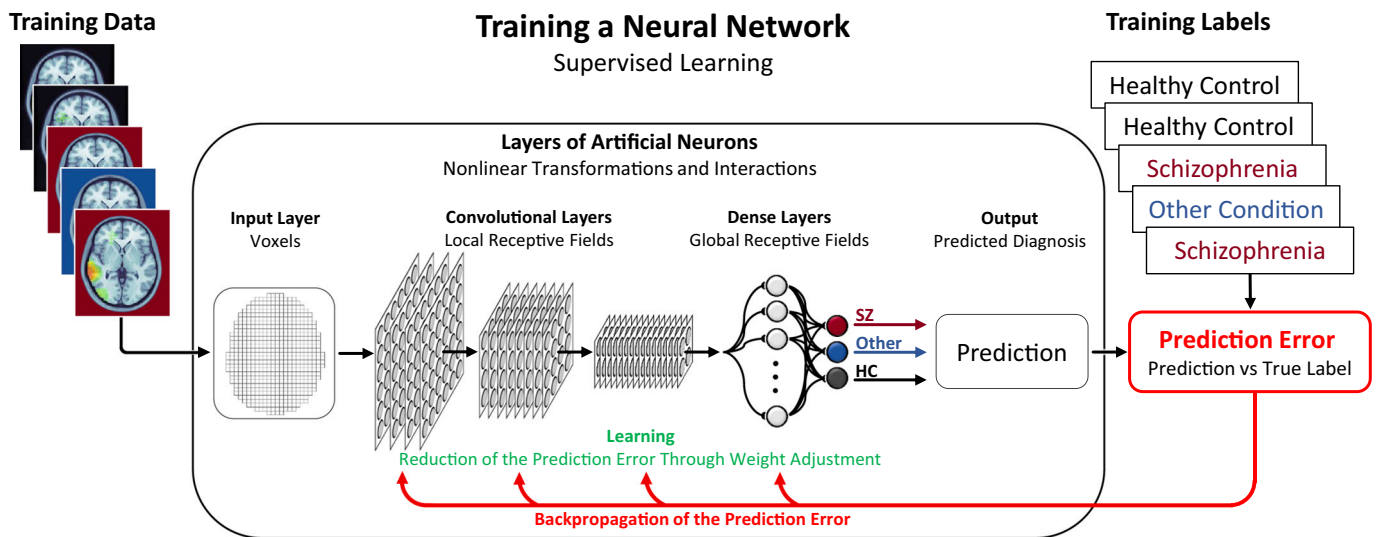 Training Data
Training a Neural Network
Supervised Learning
Training Labels
Healthy Control
Healthy Control
Schizophrenia
Other Condition
Schizophrenia
Layers of Artificial Neurons
Nonlinear Transformations and Interactions
Input Layer
Voxels
Convolutional Layers
Local Receptive Fields
Dense Layers
Global Receptive Fields
Output
Predicted Diagnosis
SZ
Other
HC
Prediction
Prediction Error
Prediction vs True Label
Learning
Reduction of the Prediction Error Through Weight Adjustment
Backpropagation of the Prediction Error